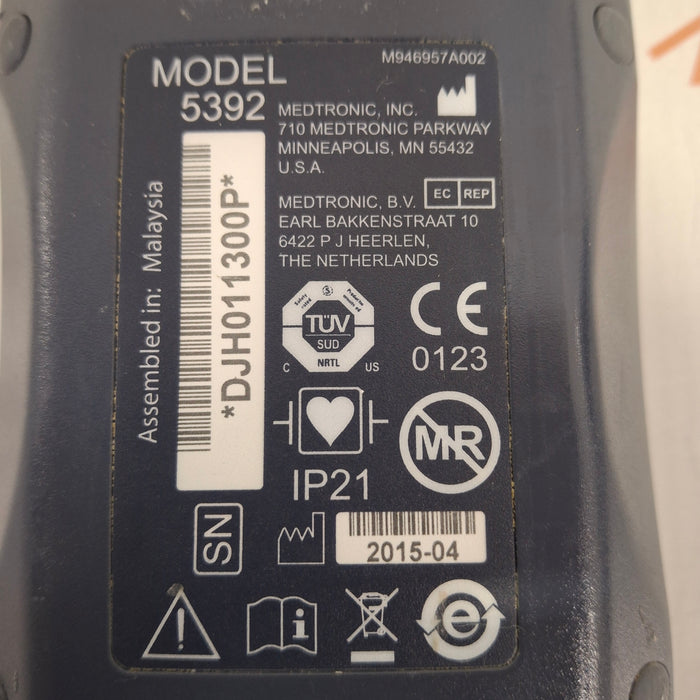 M946957A002
MODEL
5392
MEDTRONIC, INC.
710 MEDTRONIC PARKWAY
MINNEAPOLIS, MN 55432
U.S.A.
MEDTRONIC, B.V. EC REP
EARL BAKKENSTRAAT 10
6422 P J HEERLEN,
THE NETHERLANDS
Assembled in: Malaysia
*DJH011300P*
TÜV
SUD
NRTL
C US
CE
0123
MR
IP21
SN
2015-04